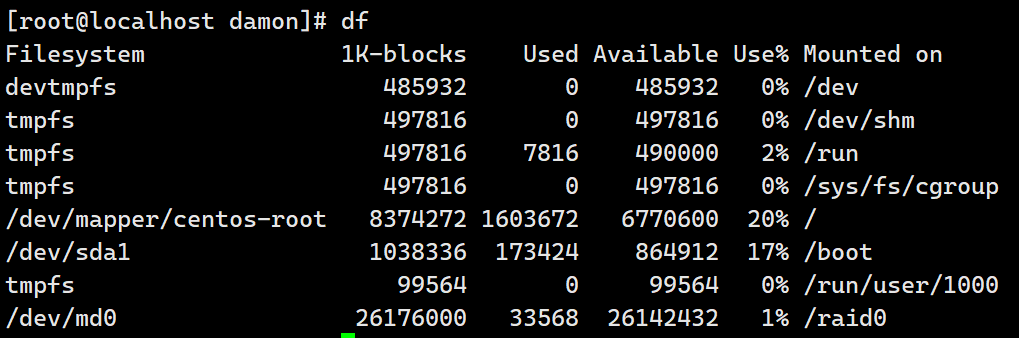 [root@localhost damon]# df
Filesystem              1K-blocks    Used Available Use% Mounted on
devtmpfs                   485932       0    485932   0% /dev
tmpfs                      497816       0    497816   0% /dev/shm
tmpfs                      497816    7816    490000   2% /run
tmpfs                      497816       0    497816   0% /sys/fs/cgroup
/dev/mapper/centos-root   8374272 1603672   6770600  20% /
/dev/sda1                 1038336  173424    864912  17% /boot
tmpfs                       99564       0     99564   0% /run/user/1000
/dev/md0                 26176000   33568  26142432   1% /raid0